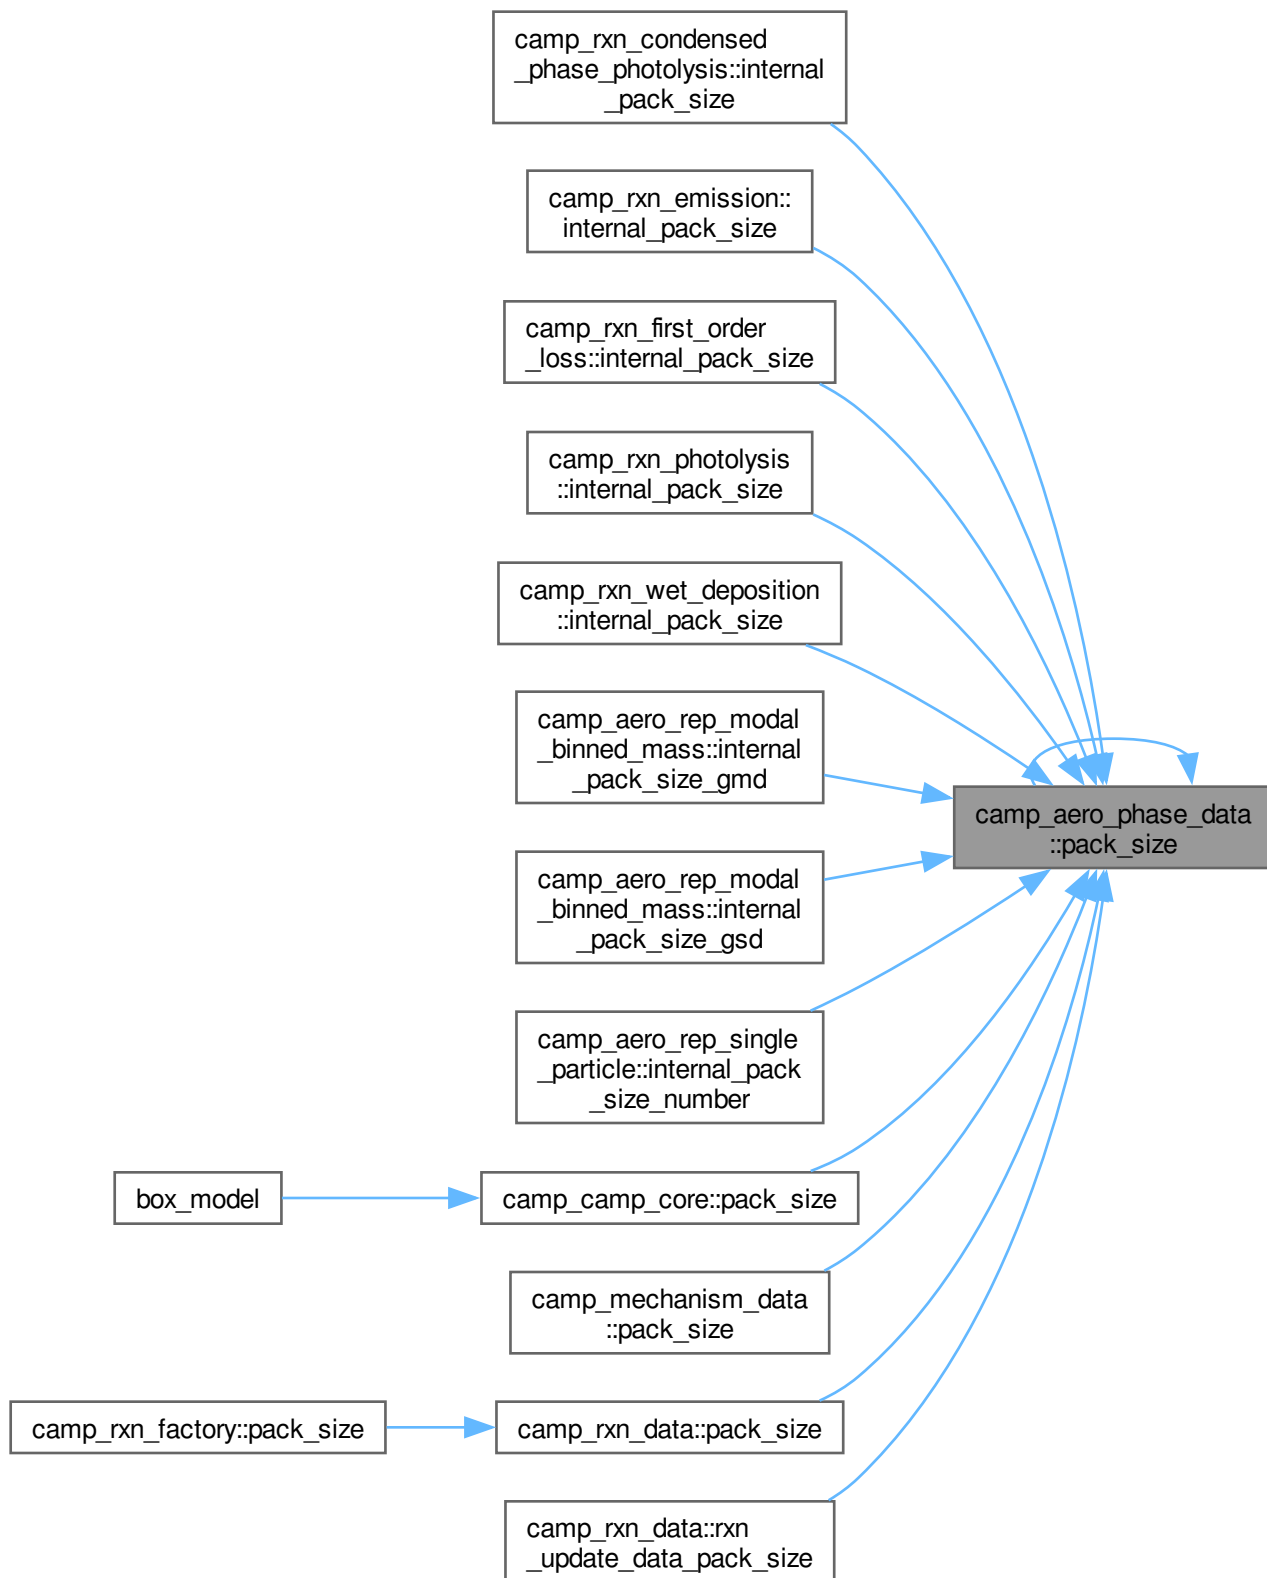 camp_rxn_condensed
_phase_photolysis::internal
_pack_size
camp_rxn_emission::
internal_pack_size
camp_rxn_first_order
_loss::internal_pack_size
camp_rxn_photolysis
::internal_pack_size
camp_rxn_wet_deposition
::internal_pack_size
camp_aero_rep_modal
_binned_mass::internal
_pack_size_gmd
camp_aero_phase_data
::pack_size
camp_aero_rep_modal
_binned_mass::internal
_pack_size_gsd
camp_aero_rep_single
_particle::internal_pack
_size_number
box_model
camp_camp_core::pack_size
camp_mechanism_data
::pack_size
camp_rxn_factory::pack_size
camp_rxn_data::pack_size
camp_rxn_data::rxn
_update_data_pack_size